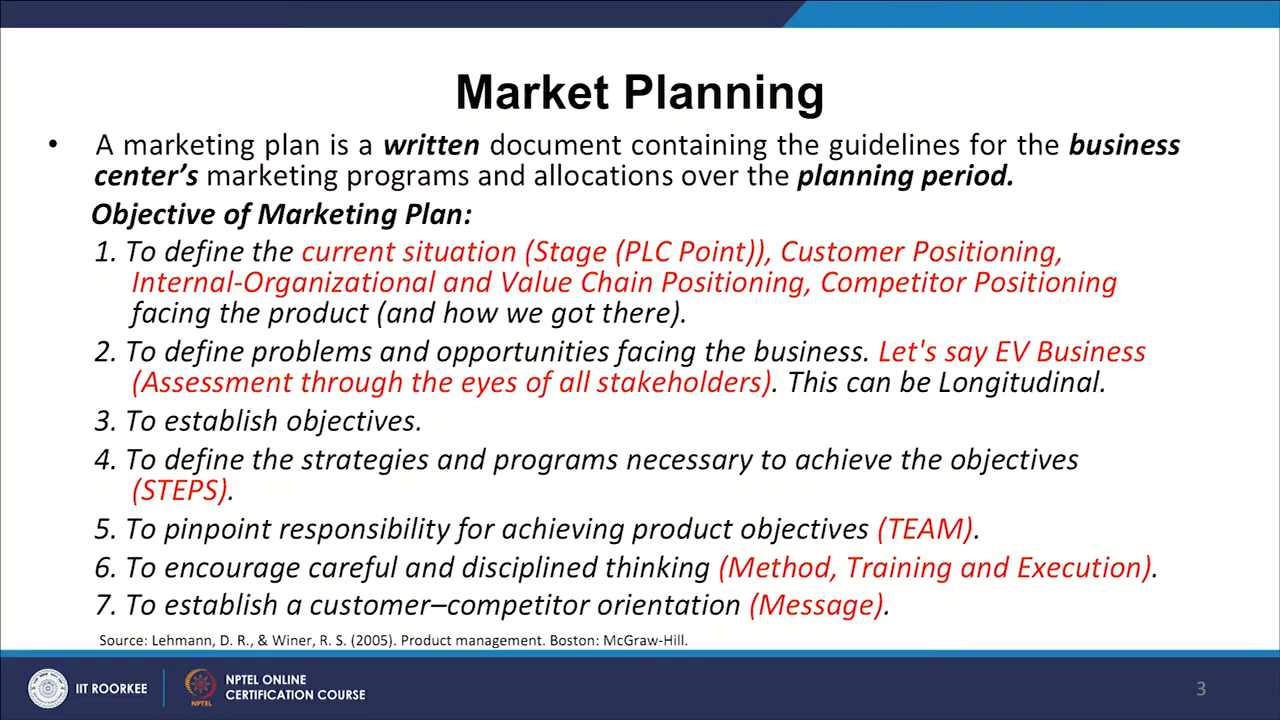 Market Planning
• A marketing plan is a written document containing the guidelines for the business
center's marketing programs and allocations over the planning period.
Objective of Marketing Plan:
1. To define the current situation (Stage (PLC Point)), Customer Positioning,
Internal-Organizational and Value Chain Positioning, Competitor Positioning
facing the product (and how we got there).
2. To define problems and opportunities facing the business. Let's say EV Business
(Assessment through the eyes of all stakeholders). This can be Longitudinal.
3. To establish objectives.
4. To define the strategies and programs necessary to achieve the objectives
(STEPS).
5. To pinpoint responsibility for achieving product objectives (TEAM).
6. To encourage careful and disciplined thinking (Method, Training and Execution).
7. To establish a customer–competitor orientation (Message).
Source: Lehmann, D. R., & Winer, R. S. (2005). Product management. Boston: McGraw-Hill.
IIT ROORKEE
NPTEL
NPTEL ONLINE
CERTIFICATION COURSE
3